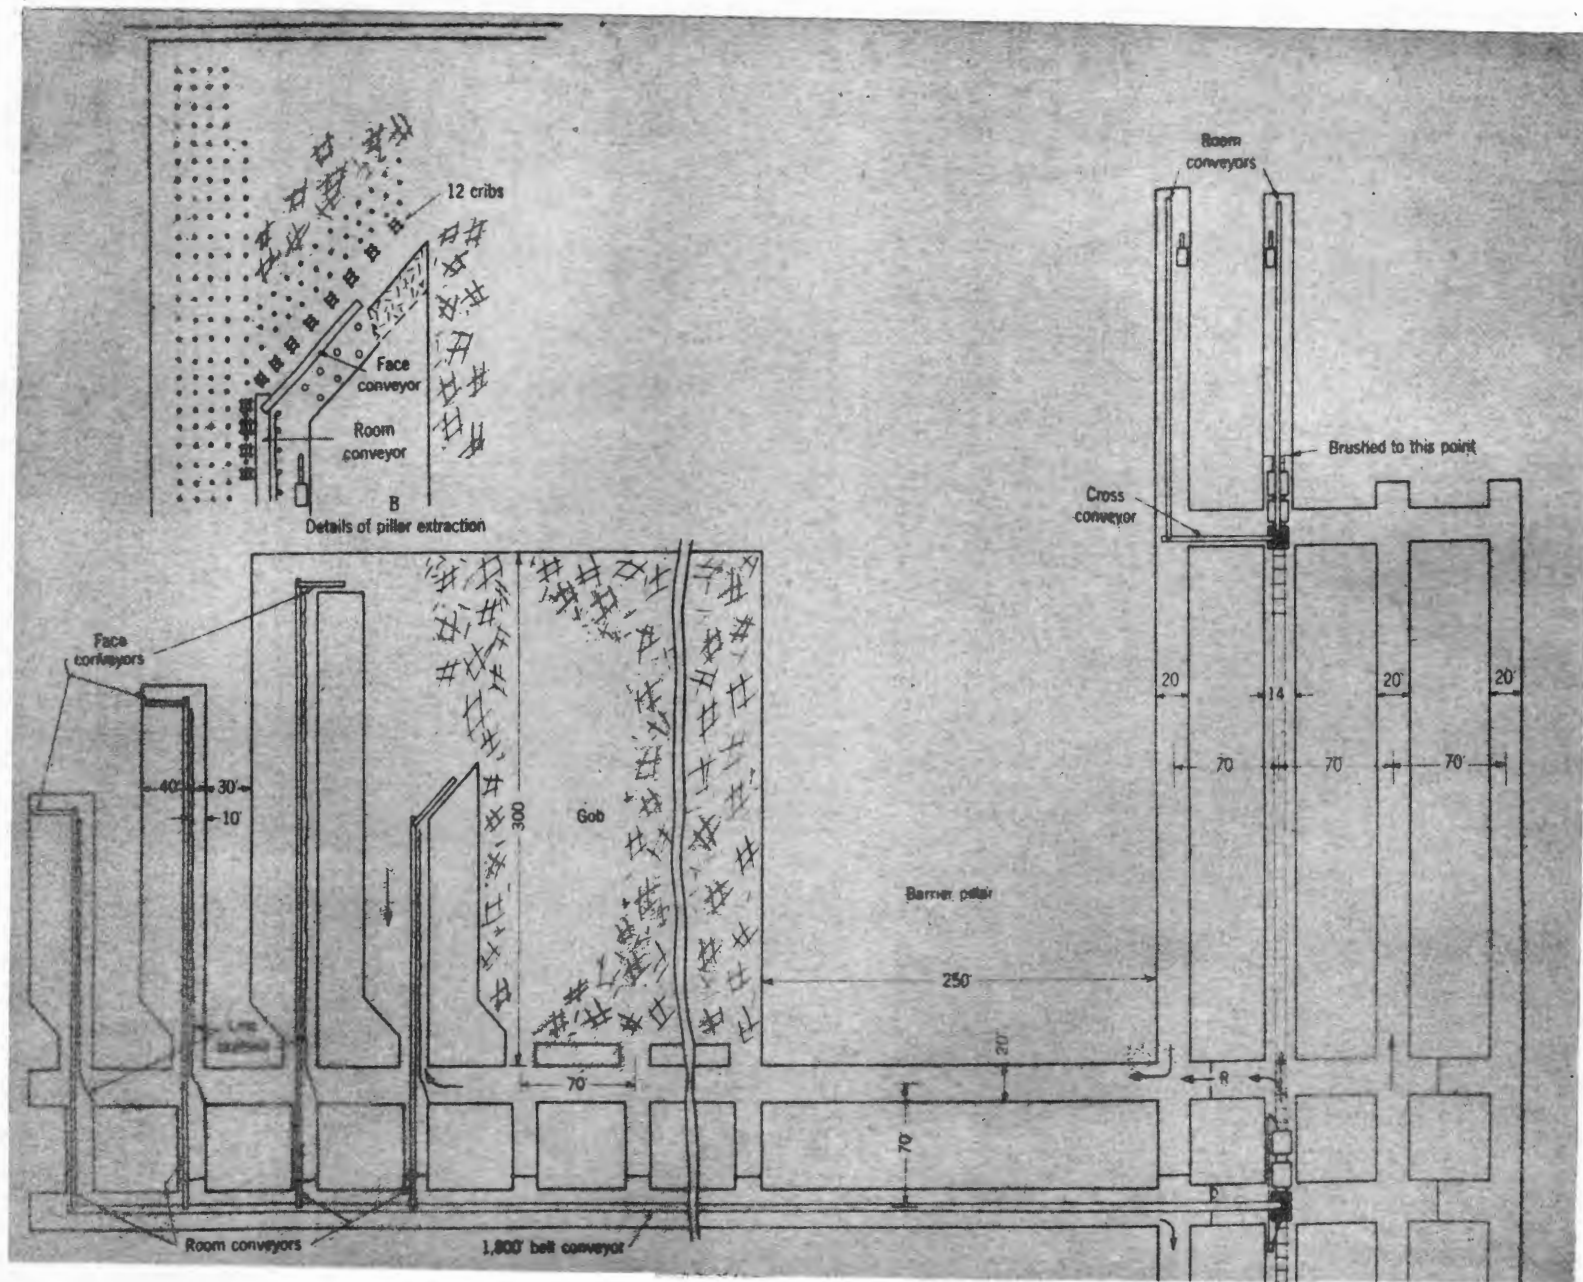 12 cribs
Face
conveyor
Room
conveyor
B
Details of pillar extraction
Room
conveyors
Brushed to this point
Cross
conveyor
Face
conveyors
20'
14
20'
20'
70
70'
70'
40'
30'
10'
300
Gob
Barrier pillar
250'
20'
70'
R
70'
Room conveyors
1,800' belt conveyor